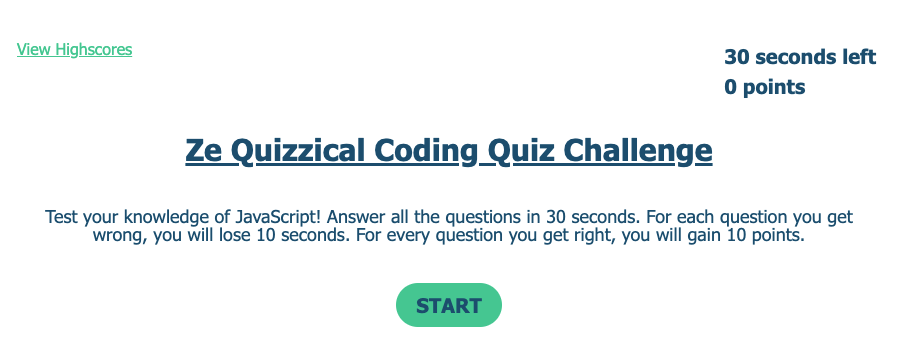 View Highscores
30 seconds left
0 points
Ze Quizzical Coding Quiz Challenge
Test your knowledge of JavaScript! Answer all the questions in 30 seconds. For each question you get
wrong, you will lose 10 seconds. For every question you get right, you will gain 10 points.
START